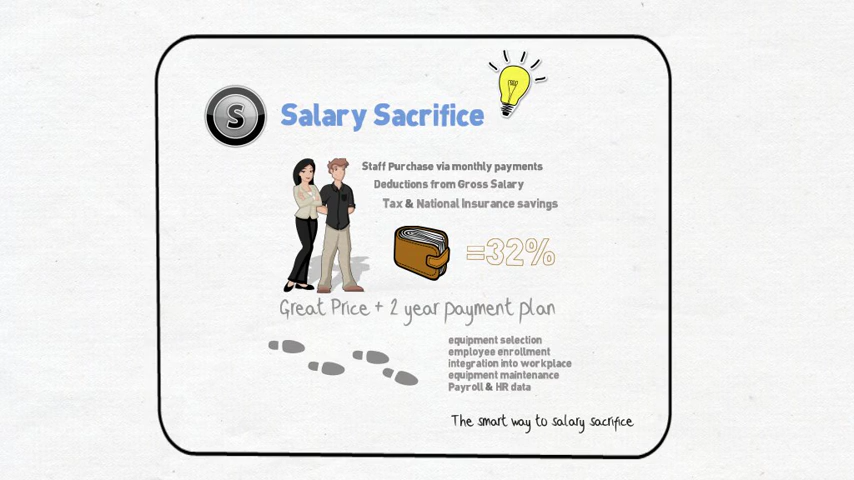 S
Salary Sacrifice
Staff Purchase via monthly payments
Deductions from Gross Salary
Tax & National Insurance savings
=32%
Great Price + 2 year payment plan
equipment selection
employee enrollment
integration into workplace
equipment maintenance
Payroll & HR data
The smart way to salary sacrifice